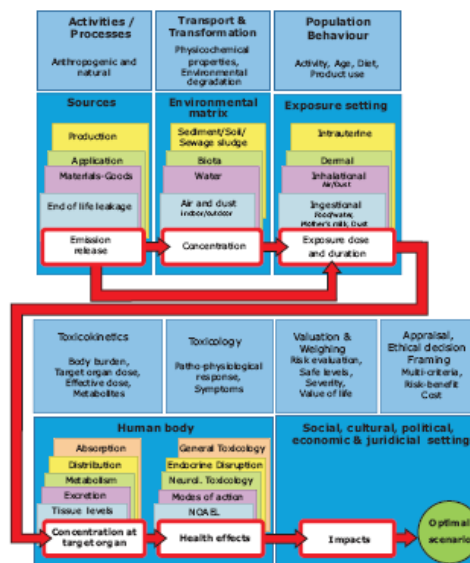 Activities /
Processes
Anthropogenic and
natural
Transport &
Transformation
Physicochemical
properties,
Environmental
degradation
Population
Behaviour
Activity, Age, Diet,
Product use
Sources
Production
Application
Materials-Goods
End of life leakage
Emission
release
Environmental
matrix
Sediment/Soil/
Sewage sludge
Biota
Water
Air and dust
indoor/outdoor
Concentration
Exposure setting
Intrauterine
Dermal
Inhalational
Air/Dust
Ingestional
Food/water,
Mother's milk, Dust
Exposure dose
and duration
Toxicokinetics
Body burden,
Target organ dose,
Effective dose,
Metabolites
Toxicology
Patho-physiological
response,
Symptoms
Valuation &
Weighing
Risk evaluation,
Safe levels,
Severity,
Value of life
Appraisal,
Ethical decision
Framing
Multi-criteria,
Risk-benefit
Cost
Human body
Absorption
Distribution
Metabolism
Excretion
Tissue levels
Concentration at
target organ
General Toxicology
Endocrine Disruption
Neurol. Toxicology
Modes of action
NOAEL
Health effects
Social, cultural, political,
economic & juridicial setting
Impacts
Optimal
scenario